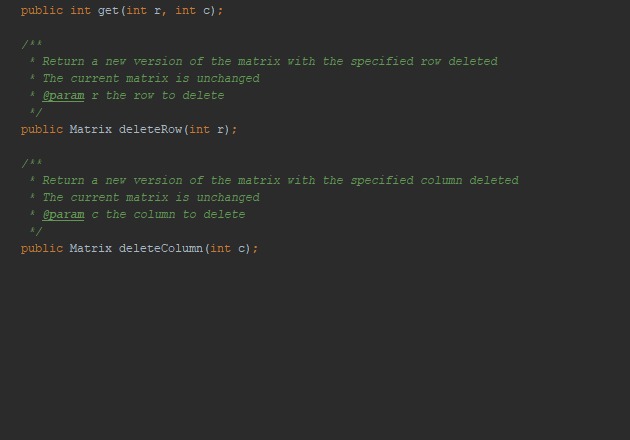 public int get(int r, int c);
/**
* Return a new version of the matrix with the specified row deleted
* The current matrix is unchanged
* @param r the row to delete
*/
public Matrix deleteRow(int r);
/**
* Return a new version of the matrix with the specified column deleted
* The current matrix is unchanged
* @param c the column to delete
*/
public Matrix deleteColumn(int c);